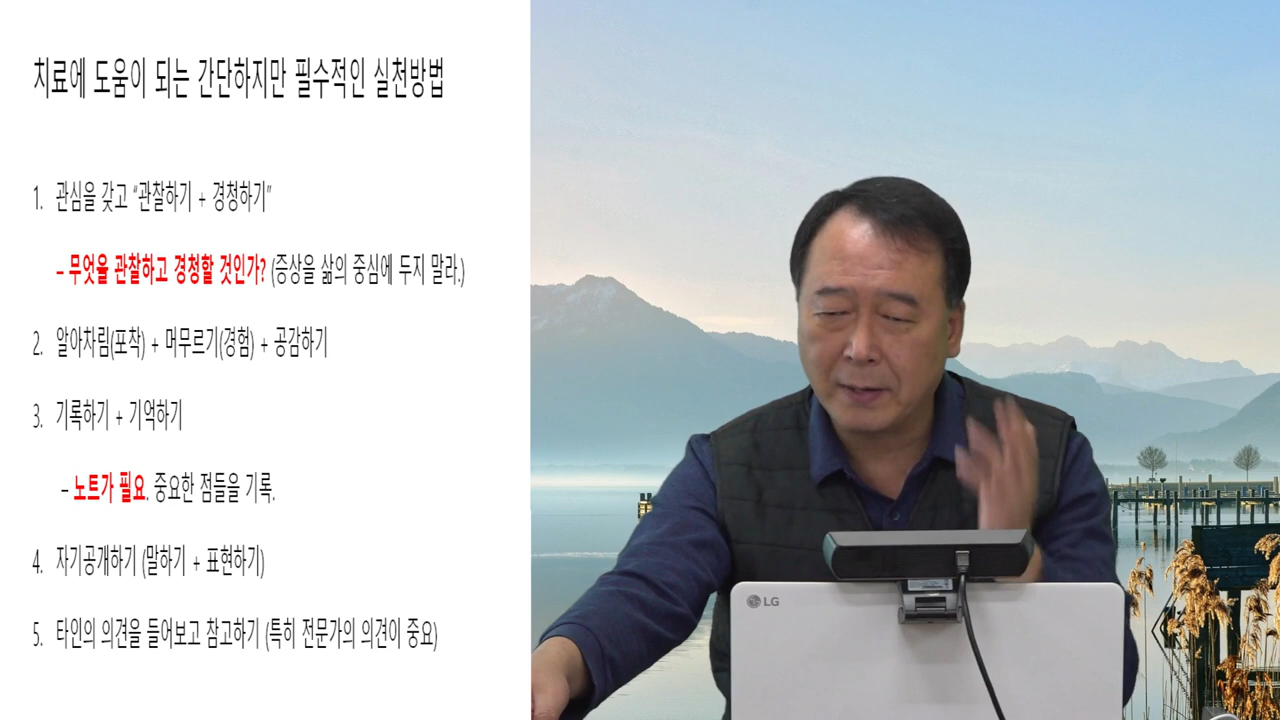 치료에 도움이 되는 간단하지만 필수적인 실천방법
1. 관심을 갖고 “관찰하기 + 경청하기”
– 무엇을 관찰하고 경청할 것인가? (증상을 삶의 중심에 두지 말라.)
2. 알아차림(포착) + 머무르기(경험) + 공감하기
3. 기록하기 + 기억하기
– 노트가 필요. 중요한 점들을 기록.
4. 자기공개하기 (말하기 + 표현하기)
5. 타인의 의견을 들어보고 참고하기 (특히 전문가의 의견이 중요)
LG